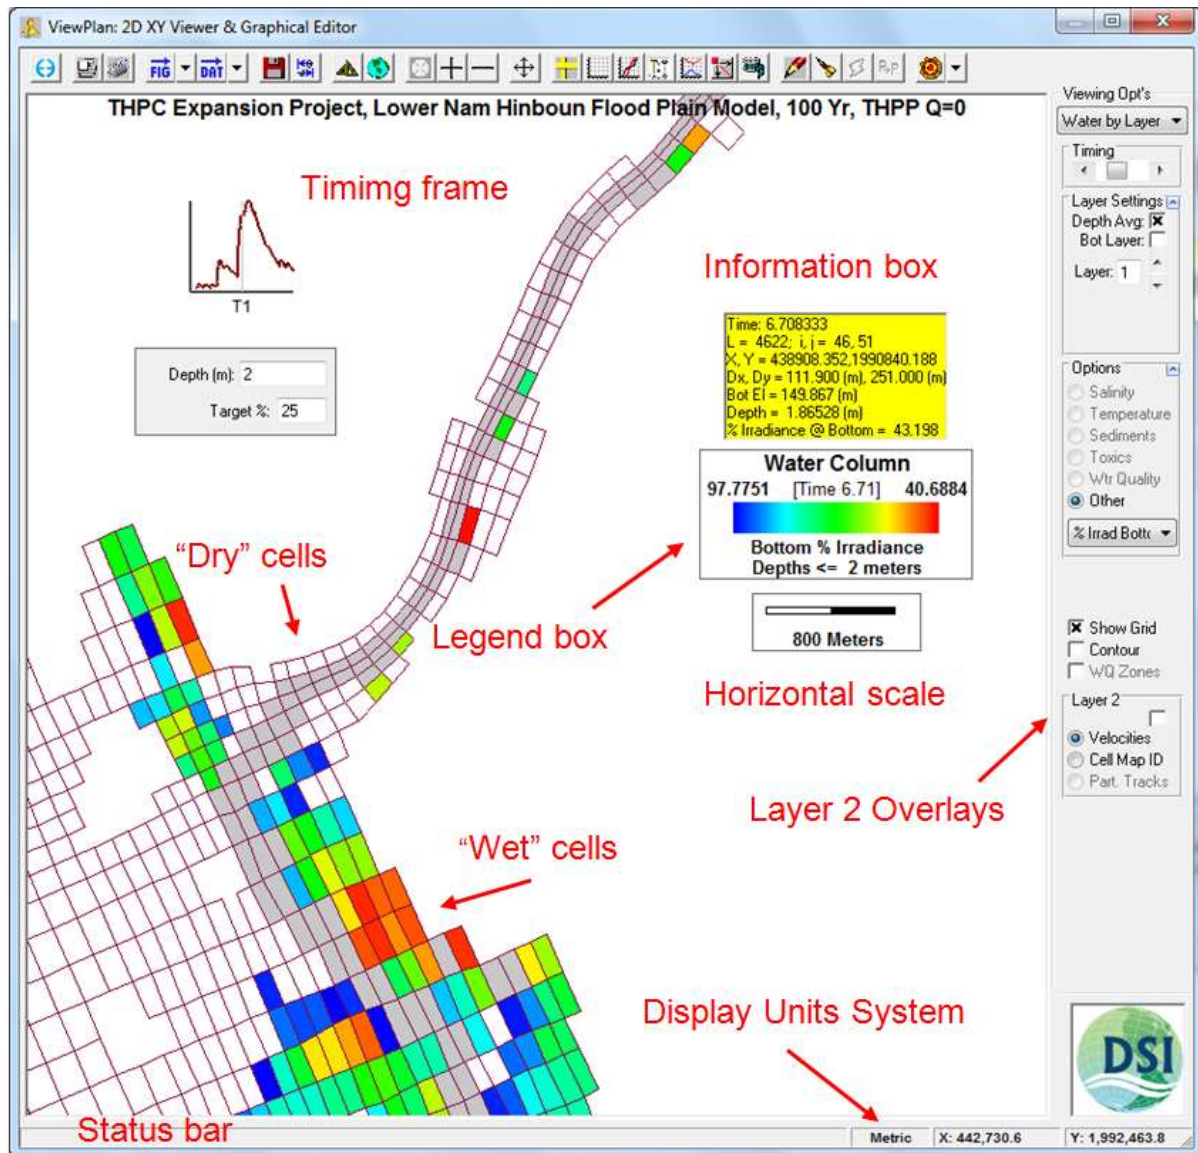 ViewPlan: 2D XY Viewer & Graphical Editor
FIG
DAT
THPC Expansion Project, Lower Nam Hinboun Flood Plain Model, 100 Yr, THPP Q=0
Viewing Opt's
Water by Layer
Timing
Layer Settings
Depth Avg:
Bot Layer:
Layer: 1
Timimg frame
T1
Depth (m): 2
Target %: 25
Information box
Time: 6.708333
L = 4622; i, j = 46, 51
X, Y = 438908.352,1990840.188
Dx, Dy = 111.900 (m), 251.000 (m)
Bot El = 149.867 (m)
Depth = 1.86528 (m)
% Irradiance @ Bottom = 43.198
Water Column
97.7751 [Time 6.71] 40.6884
Bottom % Irradiance
Depths <= 2 meters
800 Meters
Options
Salinity
Temperature
Sediments
Toxics
Wtr Quality
Other
% Irrad Bott
"Dry" cells
Legend box
Horizontal scale
Show Grid
Contour
WQ Zones
Layer 2
Velocities
Cell Map ID
Part. Tracks
Layer 2 Overlays
"Wet" cells
Display Units System
DSI
Status bar
Metric
X: 442,730.6
Y: 1,992,463.8